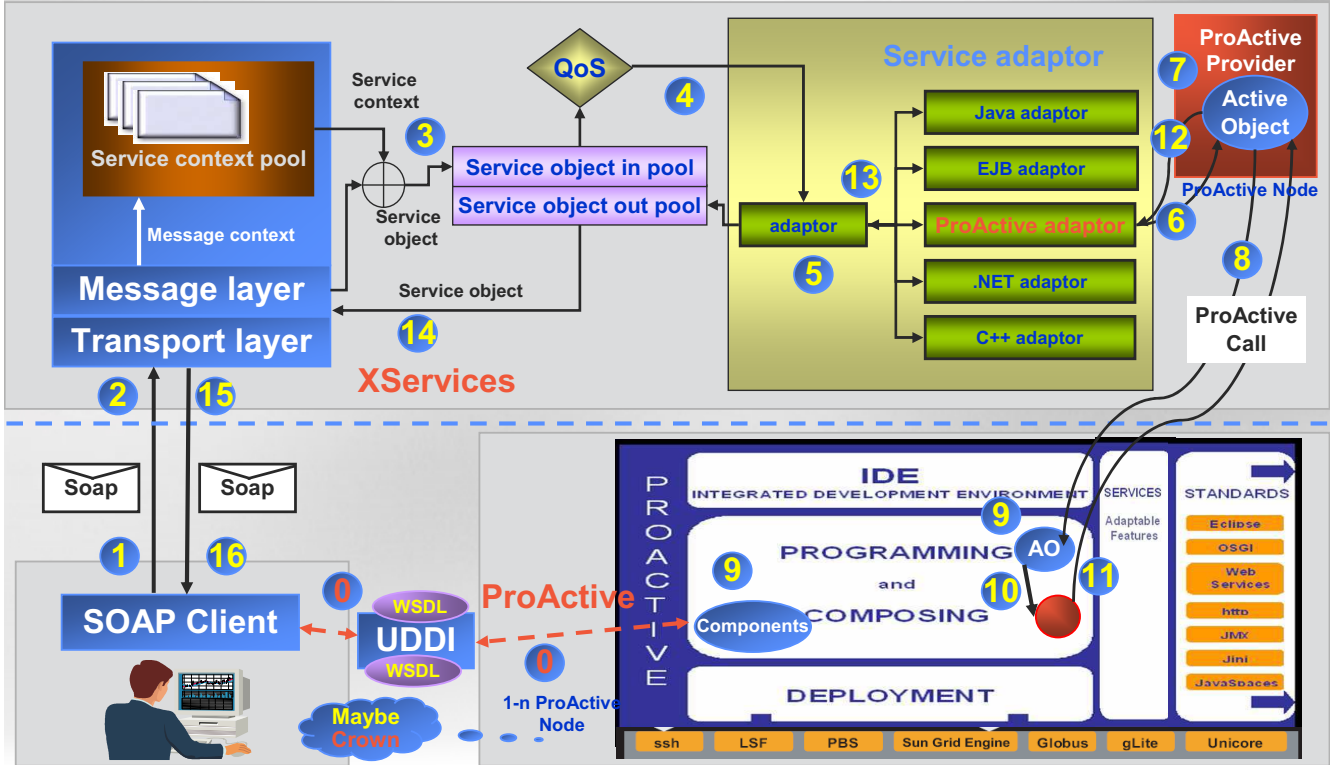 Service context pool
Message context
Message layer
Transport layer
Service
context
3
Service
object
QoS
4
Service object in pool
Service object out pool
Service object
14
XServices
Service adaptor
adaptor
5
13
Java adaptor
EJB adaptor
ProActive adaptor
.NET adaptor
C++ adaptor
ProActive
Provider
7
Active
Object
12
ProActive Node
6
8
ProActive
Call
2
15
Soap
Soap
1
16
SOAP Client
0
WSDL
UDDI
WSDL
ProActive
0
1-n ProActive
Node
Maybe
Crown
PROACTIVE
IDE
INTEGRATED DEVELOPMENT ENVIRONMENT
PROGRAMMING
and
COMPOSING
9
AO
9
10
11
Components
DEPLOYMENT
SERVICES
Adaptable
Features
STANDARDS
Eclipse
OSGI
Web
Services
http
JMX
Jini
JavaSpaces
ssh
LSF
PBS
Sun Grid Engine
Globus
gLite
Unicore